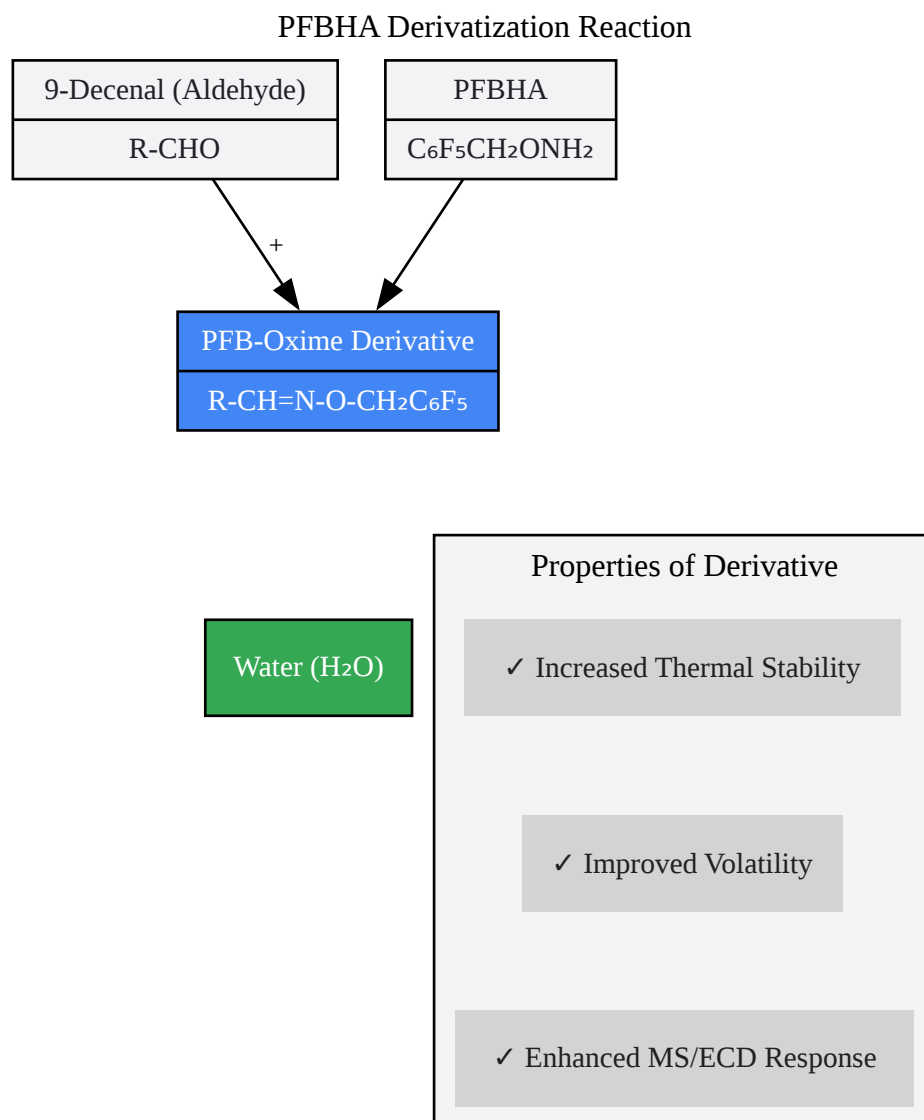 PFBHA Derivatization Reaction
9-Decenal (Aldehyde)
R-CHO
PFBHA
C₆F₅CH₂ONH₂
+
PFB-Oxime Derivative
R-CH=N-O-CH₂C₆F₅
Water (H₂O)
Properties of Derivative
✓ Increased Thermal Stability
✓ Improved Volatility
✓ Enhanced MS/ECD Response